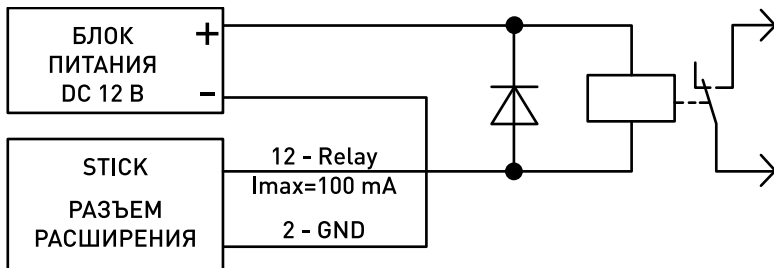 БЛОК
ПИТАНИЯ
DC 12 В
+
-
STICK
РАЗЪЕМ
РАСШИРЕНИЯ
12 - Relay
Imax=100 mA
2 - GND